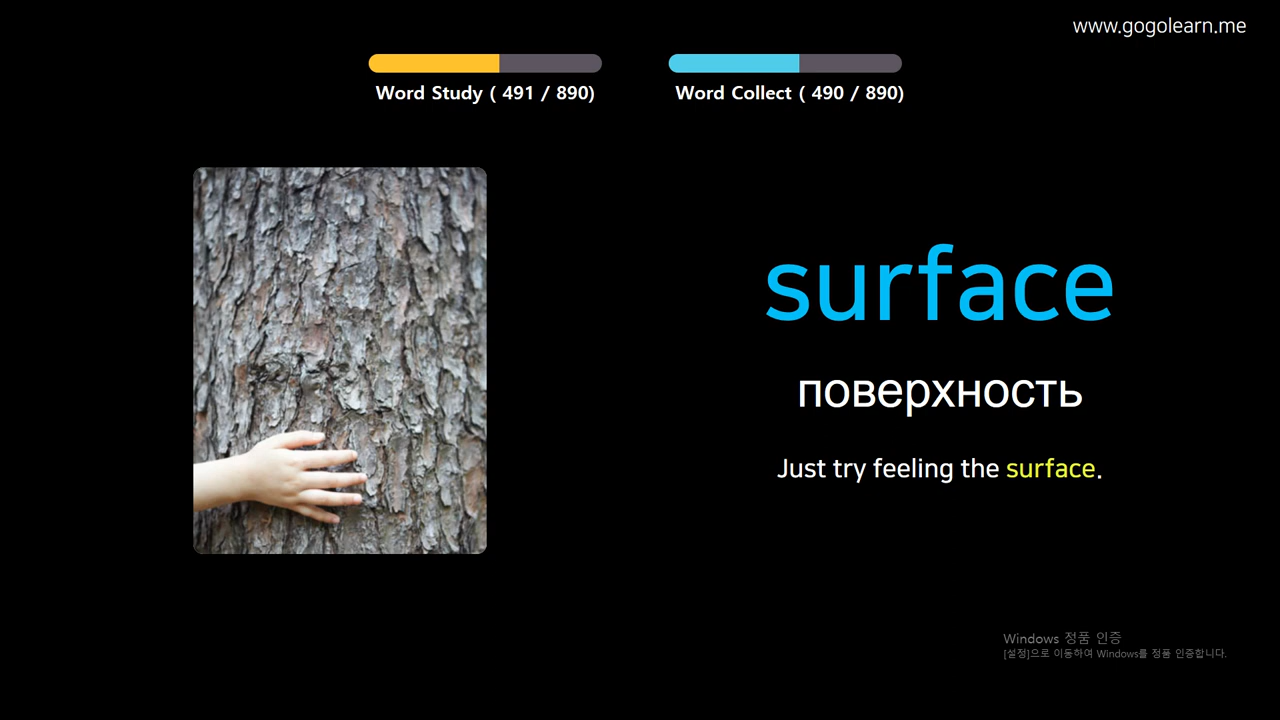 www.gogolearn.me
Word Study ( 491 / 890)
Word Collect ( 490 / 890)
surface
поверхность
Just try feeling the surface.
Windows 정품 인증
[설정]으로 이동하여 Windows를 정품 인증합니다.